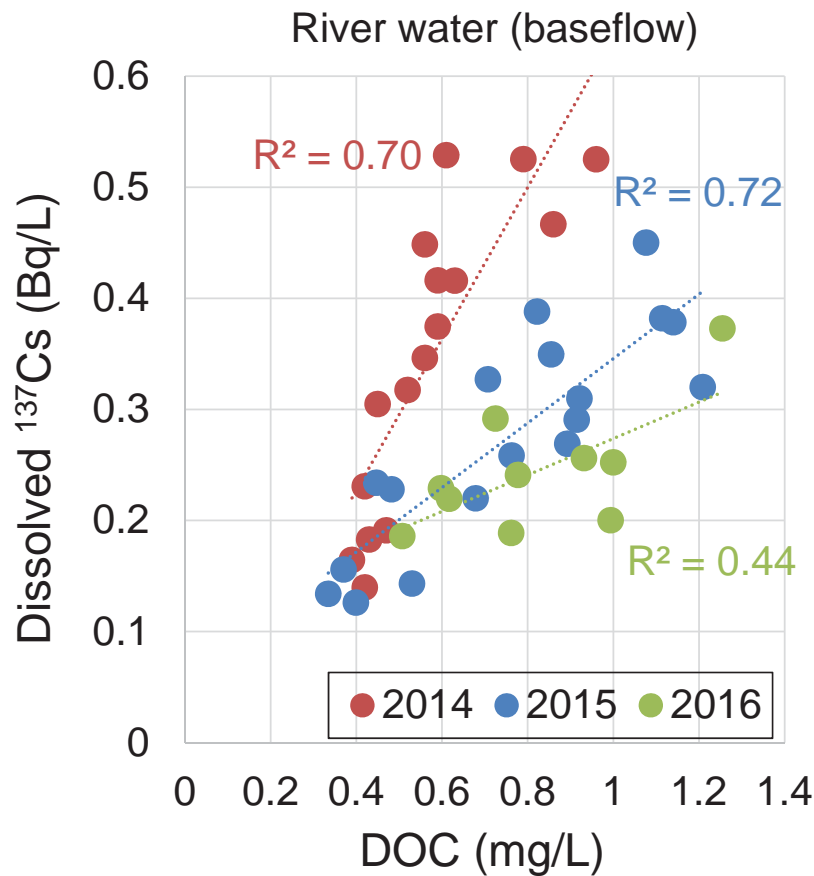 River water (baseflow)
0.6
0.5
0.4
0.3
0.2
0.1
0
Dissolved ¹³⁷Cs (Bq/L)
R² = 0.70
R² = 0.72
R² = 0.44
2014 2015 2016
0 0.2 0.4 0.6 0.8 1 1.2 1.4
DOC (mg/L)